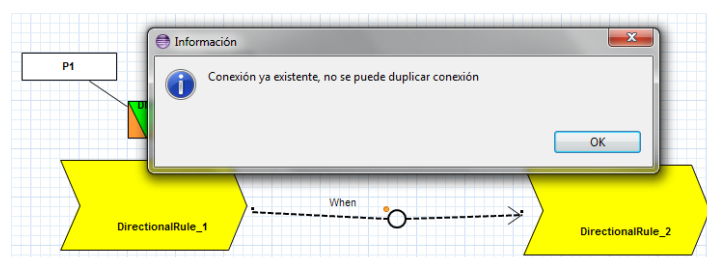 Información
P1
Conexión ya existente, no se puede duplicar conexión
OK
When
DirectionalRule_1
DirectionalRule_2